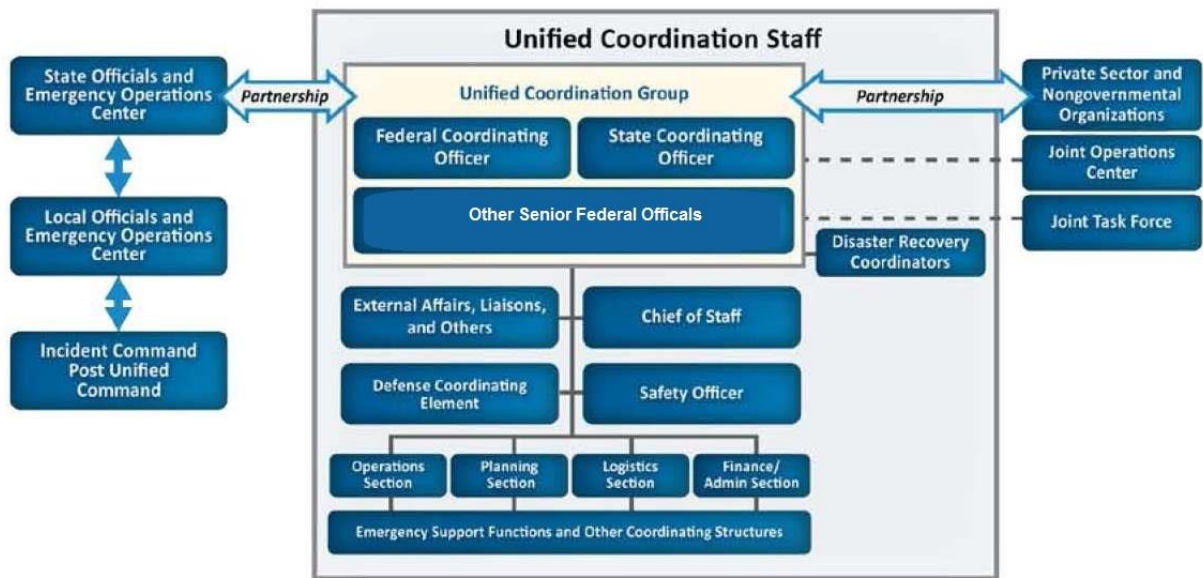 Unified Coordination Staff
State Officials and
Emergency Operations
Center
Partnership
Unified Coordination Group
Partnership
Private Sector and
Nongovernmental
Organizations
Federal Coordinating
Officer
State Coordinating
Officer
Joint Operations
Center
Local Officials and
Emergency Operations
Center
Other Senior Federal Officals
Joint Task Force
Disaster Recovery
Coordinators
Incident Command
Post Unified
Command
External Affairs, Liaisons,
and Others
Chief of Staff
Defense Coordinating
Element
Safety Officer
Operations
Section
Planning
Section
Logistics
Section
Finance/
Admin Section
Emergency Support Functions and Other Coordinating Structures